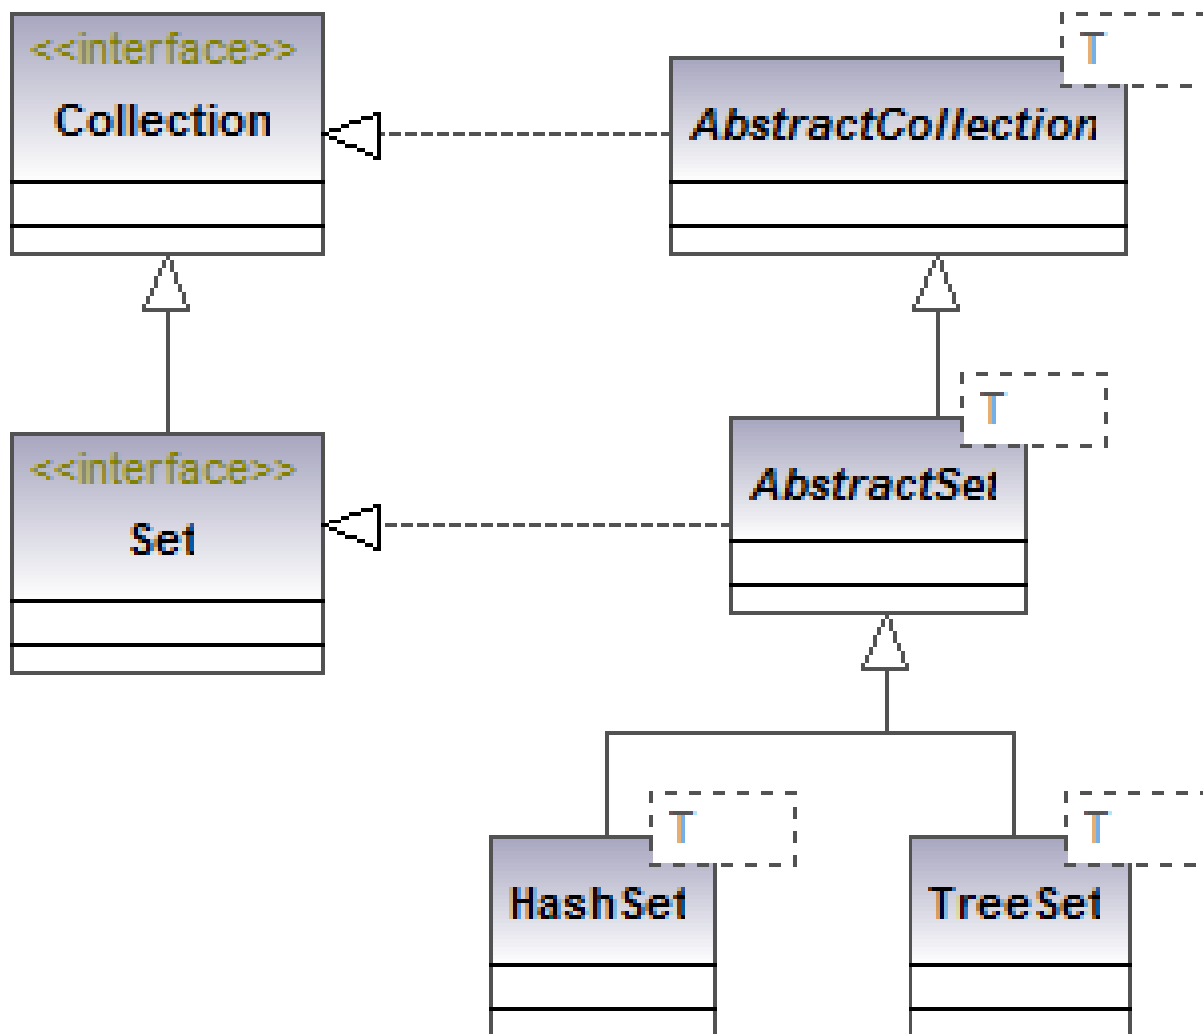 <<interface>>
Collection
T
AbstractCollection
<<interface>>
Set
T
AbstractSet
T
HashSet
T
TreeSet